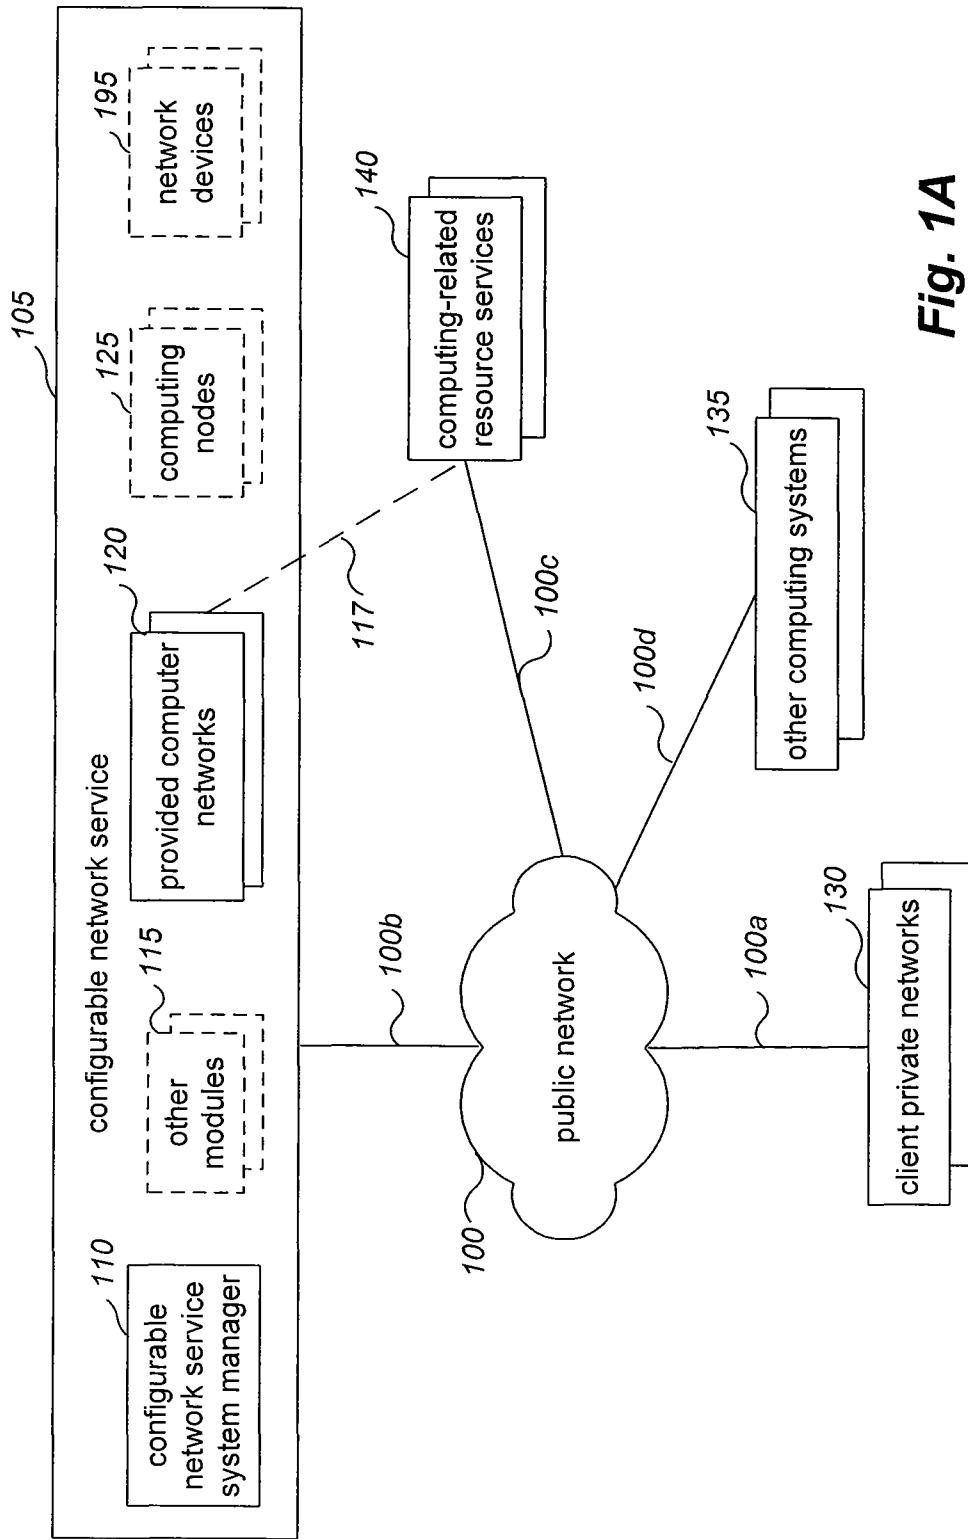 105
configurable network service
110
configurable
network service
system manager
115
other
modules
120
provided computer
networks
125
computing
nodes
195
network
devices
117
100b
100
public network
100c
140
computing-related
resource services
100d
135
other computing systems
100a
130
client private networks
Fig. 1A